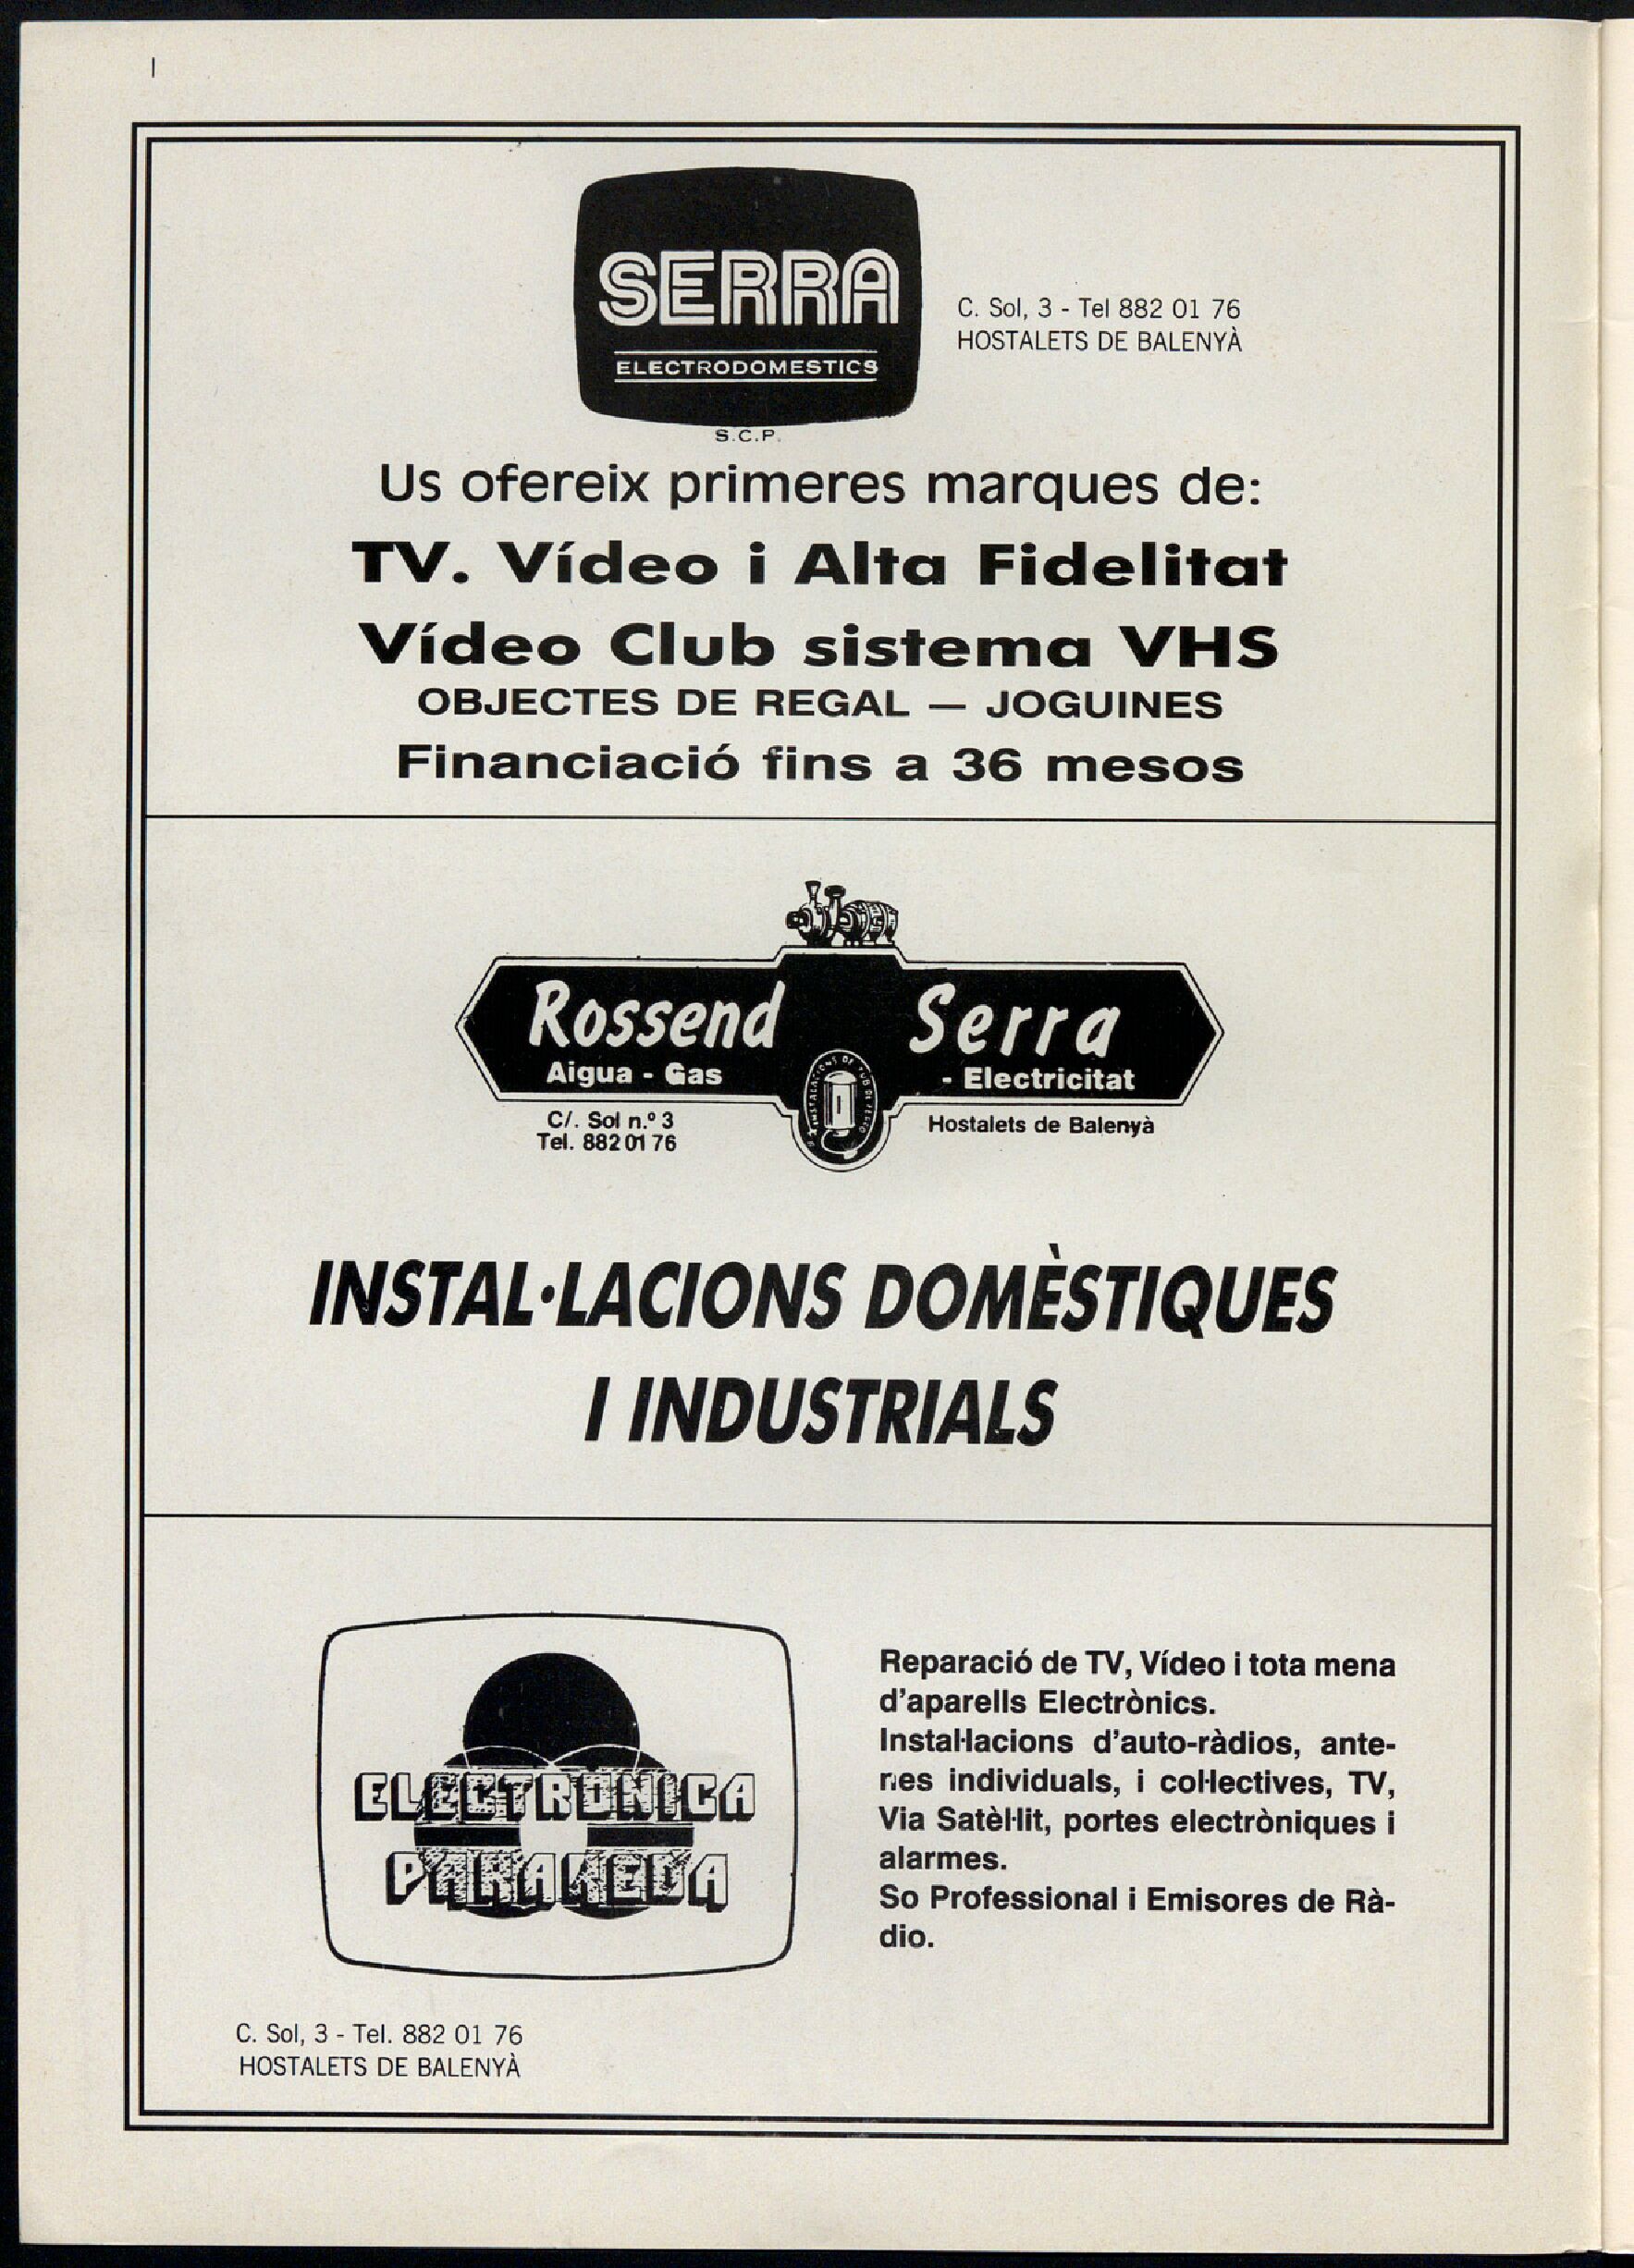 SERRA
ELECTRODOMESTICS
S.C.P.
C. Sol, 3 - Tel 882 01 76
HOSTALETS DE BALENYÀ
Us ofereix primeres marques de:
TV. Vídeo i Alta Fidelitat
Vídeo Club sistema VHS
OBJECTES DE REGAL — JOGUINES
Financiació fins a 36 mesos
Rossend Serra
Aigua - Gas - Electricitat
C/. Sol n.º 3
Tel. 882 01 76
Hostalets de Balenyà
INSTAL·LACIONS DOMÈSTIQUES
I INDUSTRIALS
ELECTRONICA
PARAREDA
Reparació de TV, Vídeo i tota mena
d'aparells Electrònics.
Instal·lacions d'auto-ràdios, ante-
nes individuals, i col·lectives, TV,
Via Satèl·lit, portes electròniques i
alarmes.
So Professional i Emisores de Rà-
dio.
C. Sol, 3 - Tel. 882 01 76
HOSTALETS DE BALENYÀ